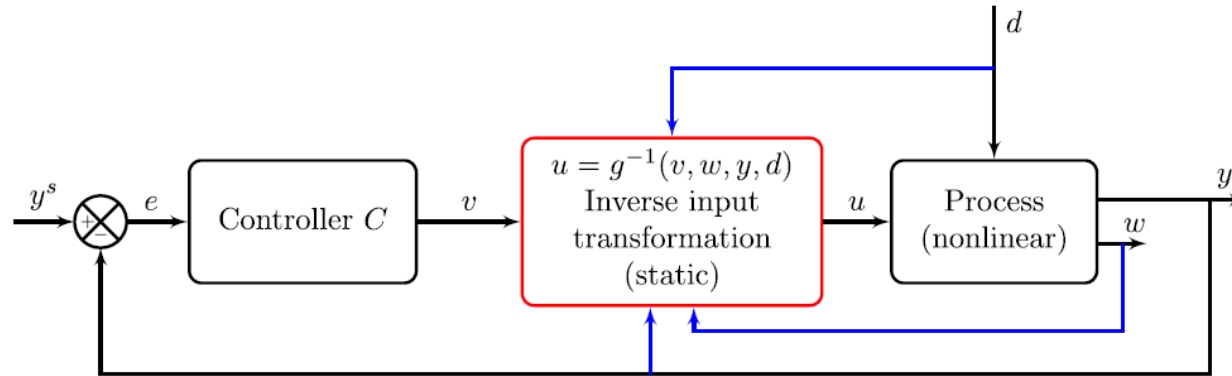 d
y^s
+
−
e
Controller C
v
u = g^{-1}(v, w, y, d)
Inverse input
transformation
(static)
u
Process
(nonlinear)
y
w